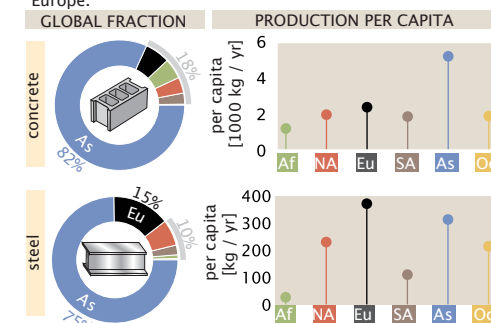 Europe.
GLOBAL FRACTION
PRODUCTION PER CAPITA
concrete
As
82%
18%
per capita
[1000 kg / yr]
6
4
2
0
Af NA Eu SA As Oc
steel
15%
Eu
10%
As
75%
per capita
[kg / yr]
400
300
200
100
0
Af NA Eu SA As Oc